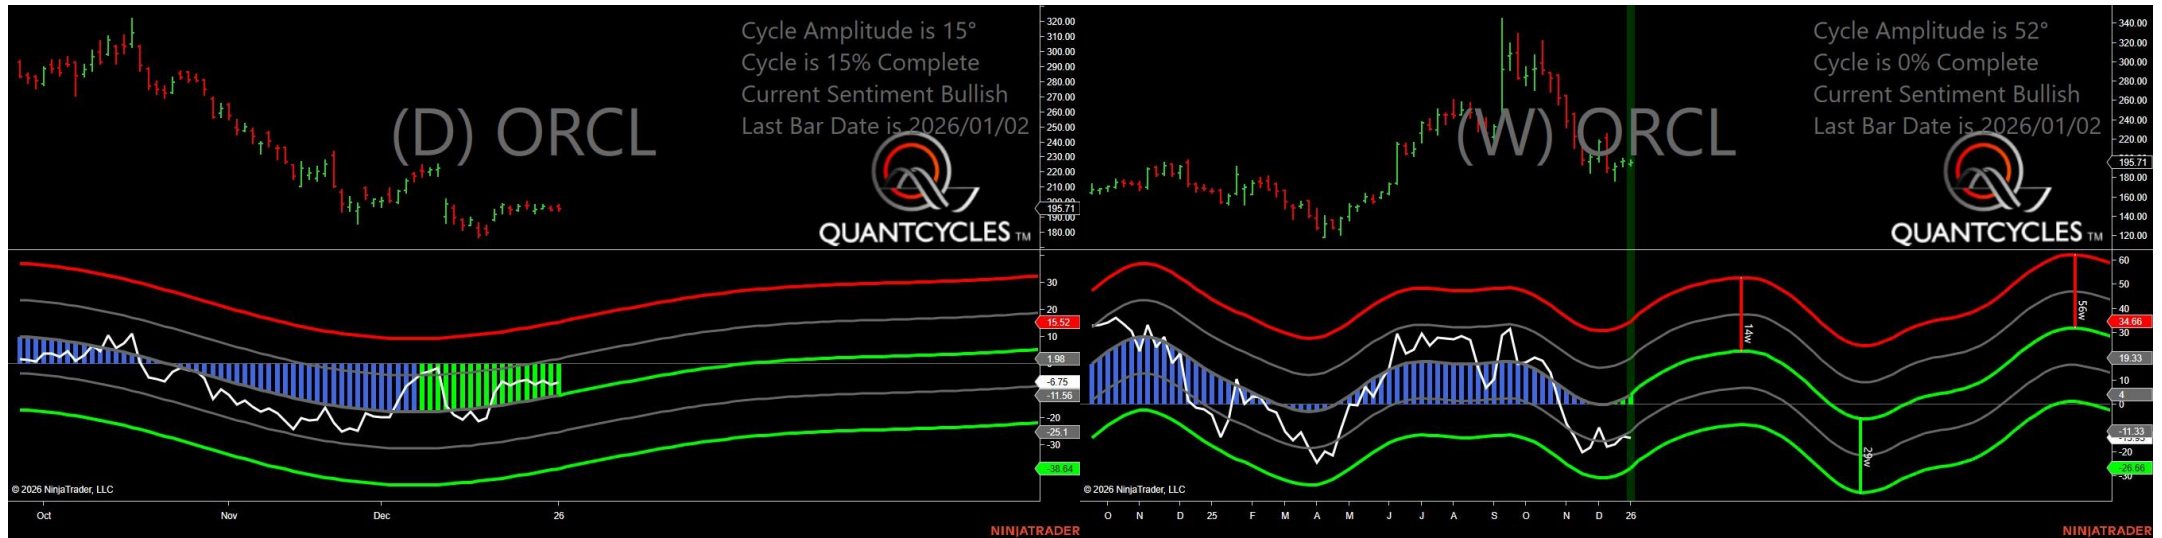 Cycle Amplitude is 15°
Cycle is 15% Complete
Current Sentiment Bullish
Last Bar Date is 2026/01/02
(D) ORCL
QUANTCYCLES TM
320.00
310.00
300.00
290.00
280.00
270.00
260.00
250.00
240.00
230.00
220.00
210.00
195.71
190.00
180.00
30
20
15.52
10
1.98
-6.75
-11.56
-20
-25.1
-30
-38.64
© 2026 NinjaTrader, LLC
Oct Nov Dec 26
NINJATRADER
Cycle Amplitude is 52°
Cycle is 0% Complete
Current Sentiment Bullish
Last Bar Date is 2026/01/02
(W) ORCL
QUANTCYCLES TM
340.00
320.00
300.00
280.00
260.00
240.00
220.00
195.71
180.00
160.00
140.00
120.00
60
50
40
34.66
30
19.33
10
4
0
-11.33
-20
-26.66
-30
14w
29w
56w
© 2026 NinjaTrader, LLC
O N D 25 F M A M J J A S O N D 26
NINJATRADER